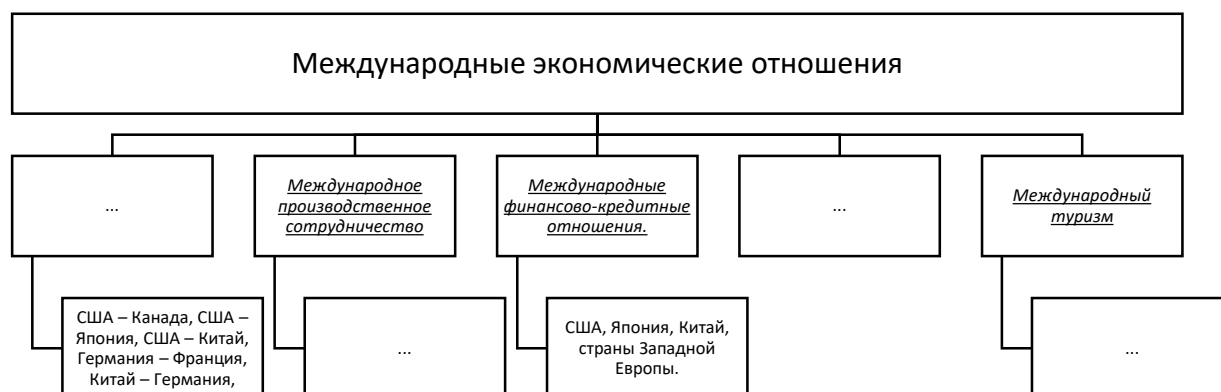 Международные экономические отношения
...
Международное
производственное
сотрудничество
Международные
финансово-кредитные
отношения.
...
Международный
туризм
США – Канада, США –
Япония, США – Китай,
Германия – Франция,
Китай – Германия,
...
США, Япония, Китай,
страны Западной
Европы.
...